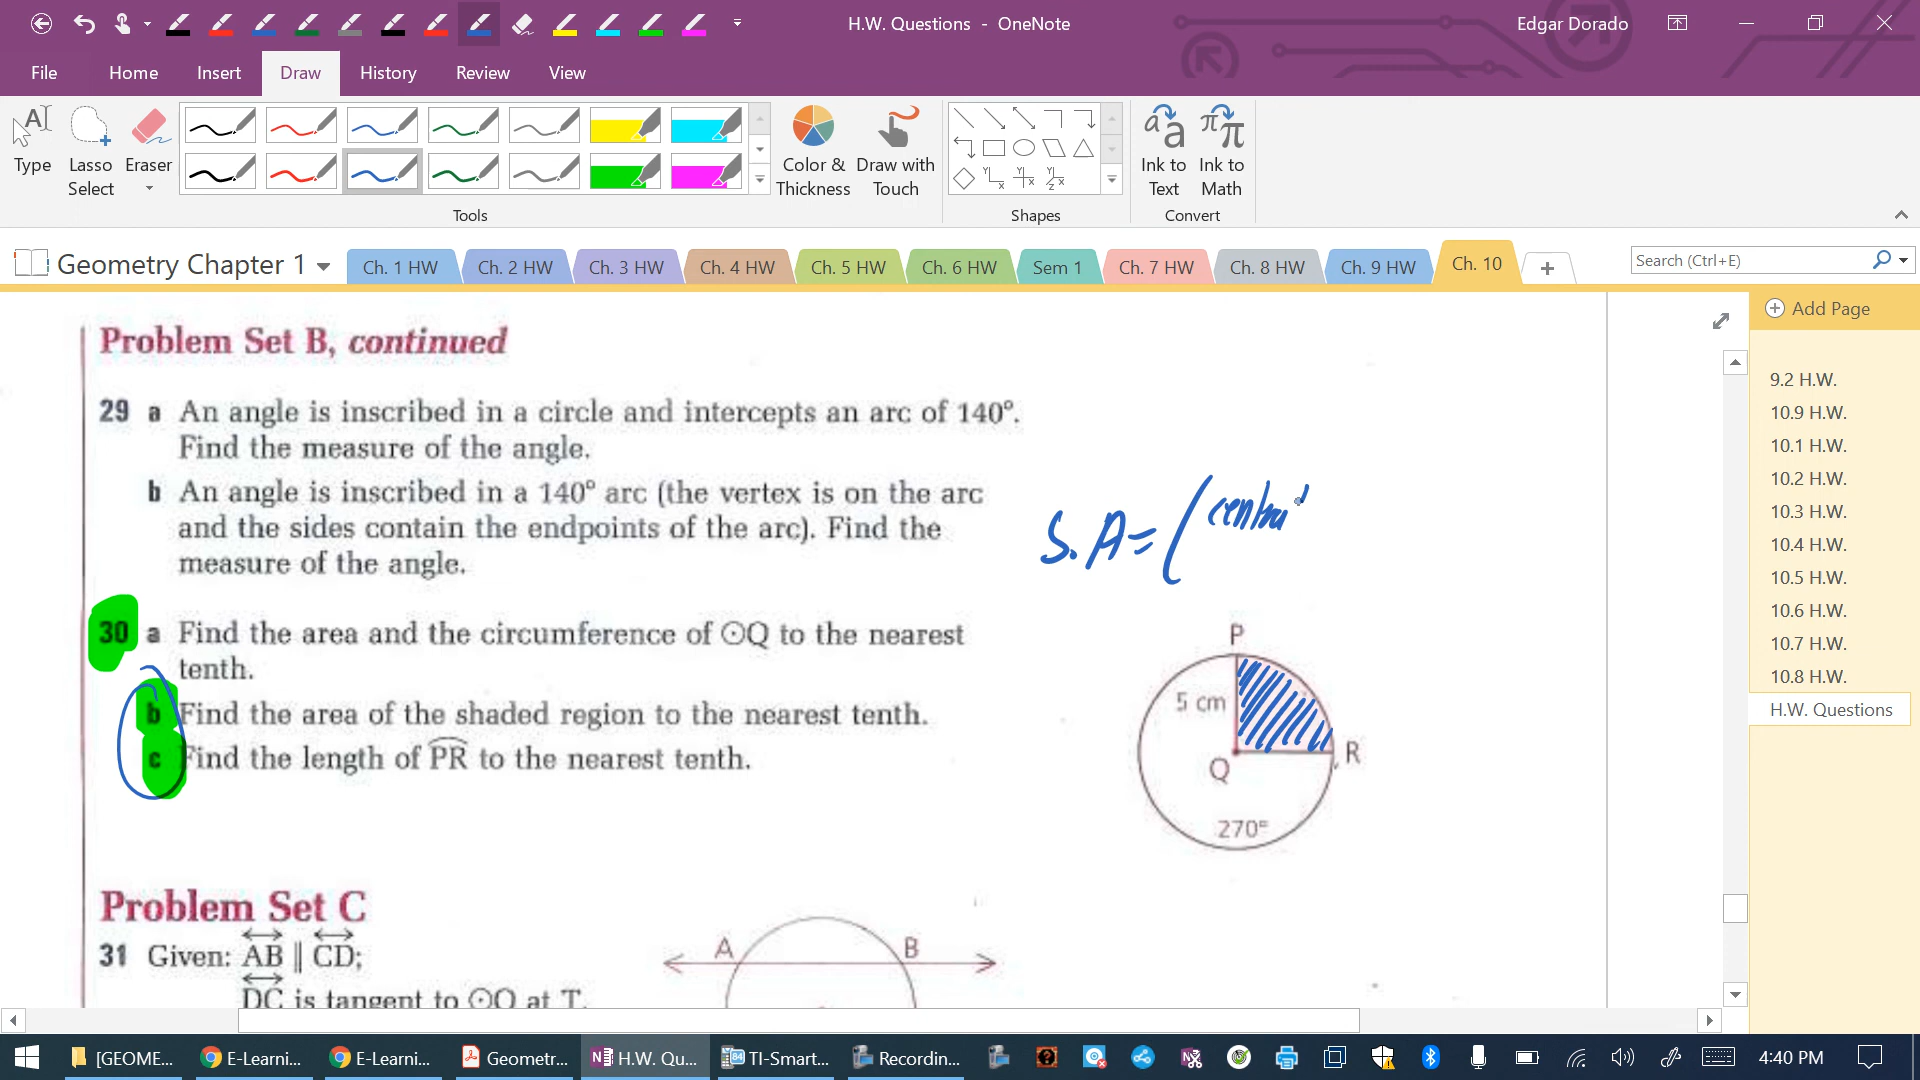 H.W. Questions - OneNote
Edgar Dorado
File Home Insert Draw History Review View
Type
Lasso Select
Eraser
Color & Thickness
Draw with Touch
Ink to Text
Ink to Math
Tools
Shapes
Convert
Geometry Chapter 1
Ch. 1 HW
Ch. 2 HW
Ch. 3 HW
Ch. 4 HW
Ch. 5 HW
Ch. 6 HW
Sem 1
Ch. 7 HW
Ch. 8 HW
Ch. 9 HW
Ch. 10
Search (Ctrl+E)
Problem Set B, continued
29 a An angle is inscribed in a circle and intercepts an arc of 140°.
Find the measure of the angle.
b An angle is inscribed in a 140° arc (the vertex is on the arc
and the sides contain the endpoints of the arc). Find the
measure of the angle.
S.A=(central
30 a Find the area and the circumference of ⊙Q to the nearest
tenth.
b Find the area of the shaded region to the nearest tenth.
c Find the length of PR to the nearest tenth.
P
5 cm
Q
R
270°
Problem Set C
31 Given: AB ∥ CD;
DC is tangent to ⊙O at T.
A
B
Add Page
9.2 H.W.
10.9 H.W.
10.1 H.W.
10.2 H.W.
10.3 H.W.
10.4 H.W.
10.5 H.W.
10.6 H.W.
10.7 H.W.
10.8 H.W.
H.W. Questions
[GEOME...
E-Learni...
E-Learni...
Geometr...
H.W. Qu...
TI-Smart...
Recordin...
4:40 PM